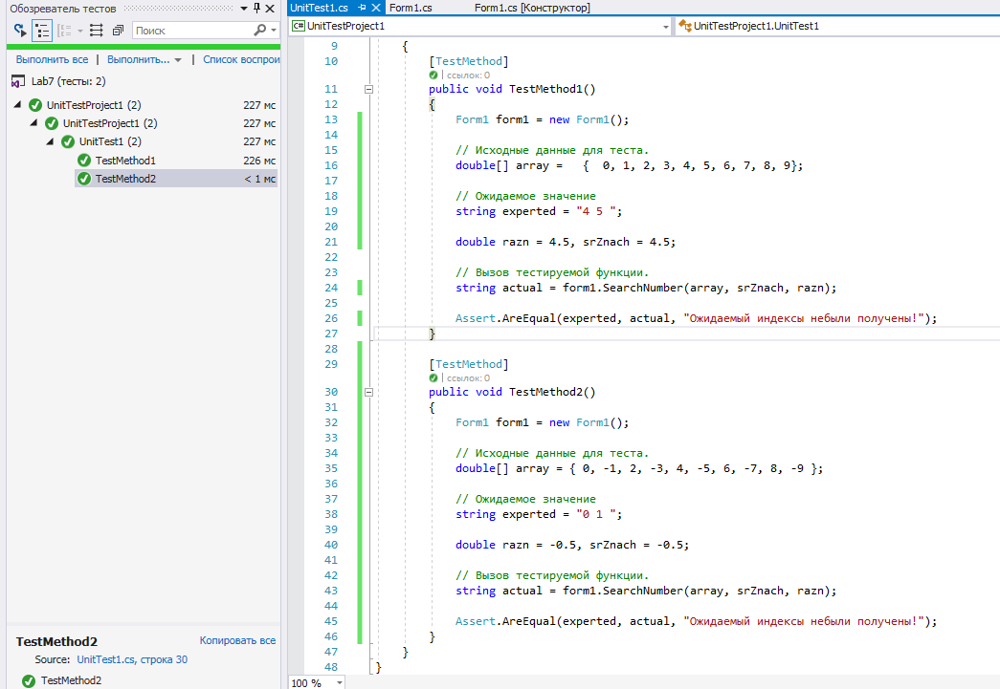 Обозреватель тестов
Поиск
Выполнить все | Выполнить... | Список воспрои
Lab7 (тесты: 2)
UnitTestProject1 (2) 227 мс
UnitTestProject1 (2) 227 мс
UnitTest1 (2) 227 мс
TestMethod1 226 мс
TestMethod2 < 1 мс
TestMethod2 Копировать все
Source: UnitTest1.cs, строка 30
TestMethod2
UnitTest1.cs Form1.cs Form1.cs [Конструктор]
C# UnitTestProject1 UnitTestProject1.UnitTest1
9 {
10 [TestMethod]
| ссылок: 0
11 public void TestMethod1()
12 {
13 Form1 form1 = new Form1();
14
15 // Исходные данные для теста.
16 double[] array =   {  0, 1, 2, 3, 4, 5, 6, 7, 8, 9};
17
18 // Ожидаемое значение
19 string experted = "4 5 ";
20
21 double razn = 4.5, srZnach = 4.5;
22
23 // Вызов тестируемой функции.
24 string actual = form1.SearchNumber(array, srZnach, razn);
25
26 Assert.AreEqual(experted, actual, "Ожидаемый индексы небыли получены!");
27 }
28
29 [TestMethod]
| ссылок: 0
30 public void TestMethod2()
31 {
32 Form1 form1 = new Form1();
33
34 // Исходные данные для теста.
35 double[] array = { 0, -1, 2, -3, 4, -5, 6, -7, 8, -9 };
36
37 // Ожидаемое значение
38 string experted = "0 1 ";
39
40 double razn = -0.5, srZnach = -0.5;
41
42 // Вызов тестируемой функции.
43 string actual = form1.SearchNumber(array, srZnach, razn);
44
45 Assert.AreEqual(experted, actual, "Ожидаемый индексы небыли получены!");
46 }
47 }
48 }
100 %